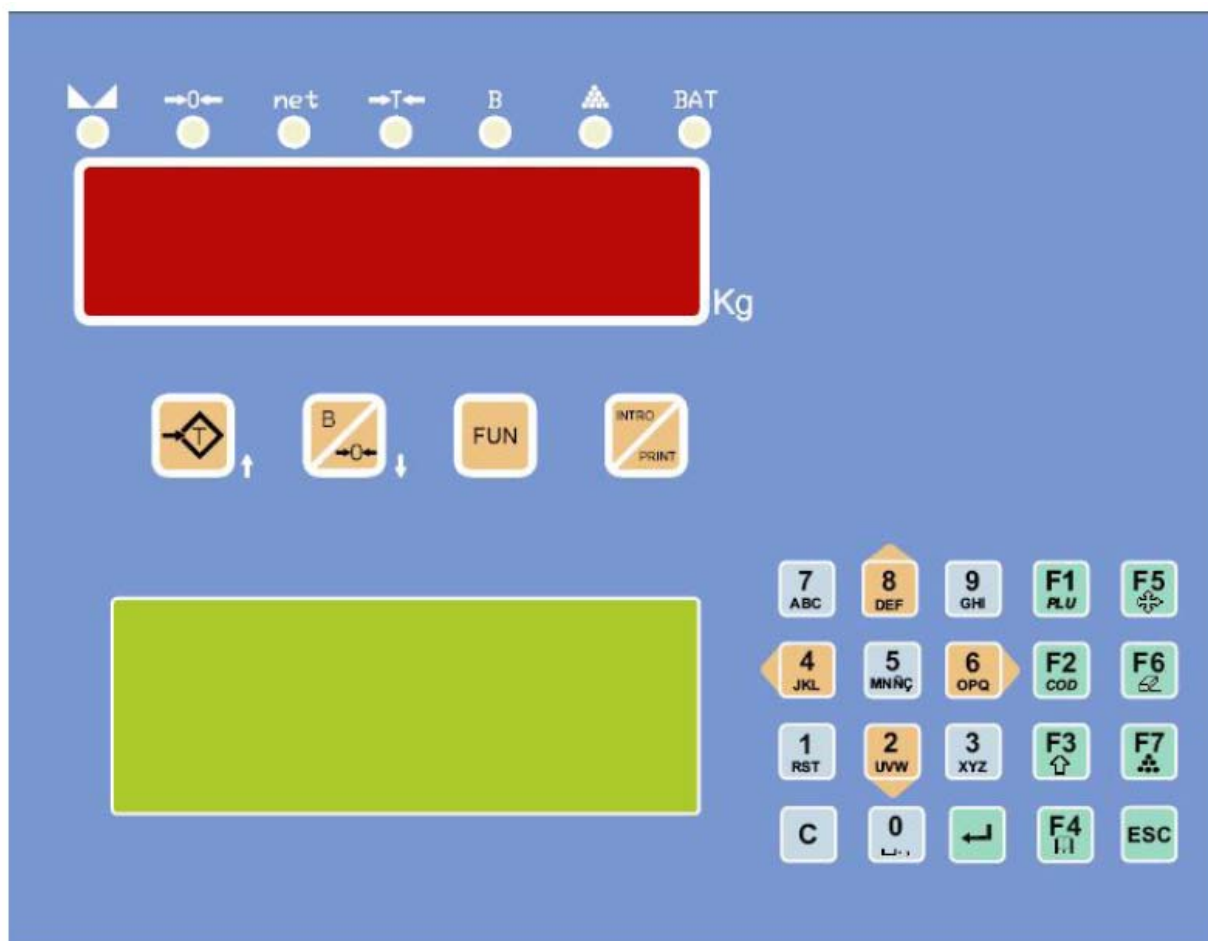 →0← net →T← B BAT
Kg
T B →0← FUN INTRO PRINT
7 8 9 F1 F5
ABC DEF GHI PLU
4 5 6 F2 F6
JKL MNÑÇ OPQ COD
1 2 3 F3 F7
RST UVW XYZ
C 0 F4 ESC